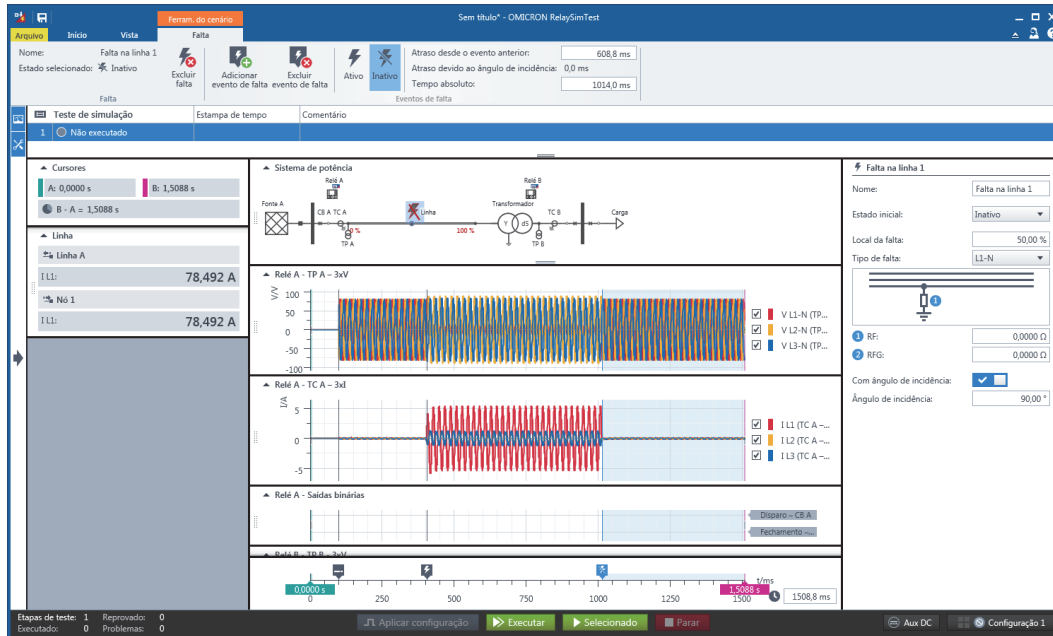 Ferram. do cenário
Sem título* - OMICRON RelaySimTest
Arquivo Início Vista Falta
Nome: Falta na linha 1
Estado selecionado: Inativo
Excluir falta
Adicionar evento de falta
Excluir evento de falta
Ativo
Inativo
Atraso desde o evento anterior: 608,8 ms
Atraso devido ao ângulo de incidência: 0,0 ms
Tempo absoluto: 1014,0 ms
Falta
Eventos de falta
Teste de simulação Estampa de tempo Comentário
1 Não executado
Cursores
A: 0,0000 s B: 1,5088 s
B - A = 1,5088 s
Linha
Linha A
I L1: 78,492 A
Nó 1
I L1: 78,492 A
Sistema de potência
Relé A
Relé B
Fonte A
CB A TC A
Linha
Transformador
TC B
Carga
0 %
100 %
Y
d5
TP A
TP B
Relé A - TP A – 3xV
V/V
100
50
0
-50
-100
V L1-N (TP...
V L2-N (TP...
V L3-N (TP...
Relé A - TC A – 3xI
I/A
5
0
-5
I L1 (TC A –...
I L2 (TC A –...
I L3 (TC A –...
Relé A - Saídas binárias
Disparo – CB A
Fechamento –...
Relé B - TP B - 3xV
t/ms
0,0000 s
1,5088 s
0 250 500 750 1000 1250 1500
1508,8 ms
Falta na linha 1
Nome: Falta na linha 1
Estado inicial: Inativo
Local da falta: 50,00 %
Tipo de falta: L1-N
1
1 RF: 0,0000 Ω
2 RFG: 0,0000 Ω
Com ângulo de incidência:
Ângulo de incidência: 90,00 °
Etapas de teste: 1 Reprovado: 0
Executado: 0 Problemas: 0
Aplicar configuração
Executar
Selecionado
Parar
Aux DC
Configuração 1